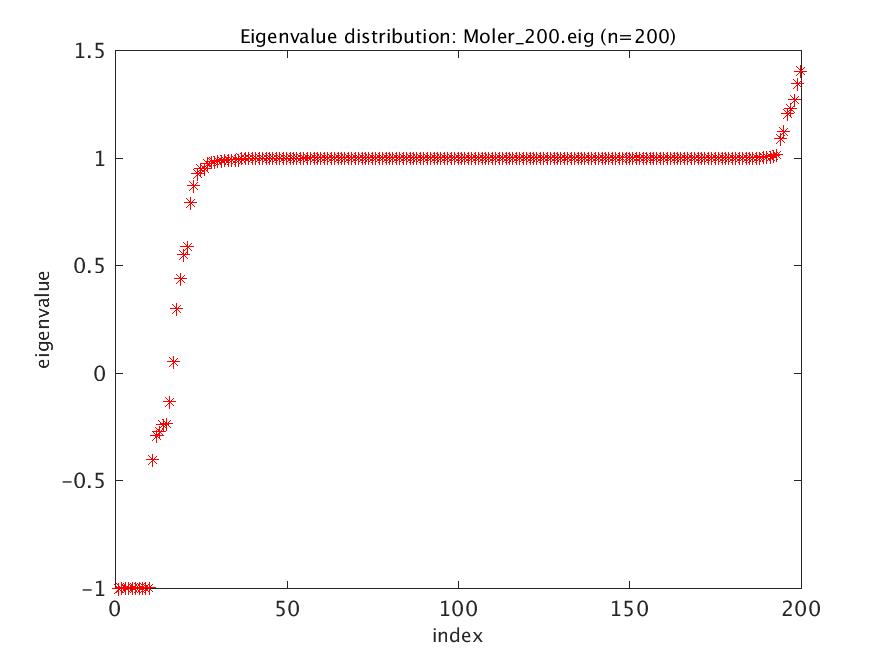 Eigenvalue distribution: Moler_200.eig (n=200)
1.5
1
0.5
0
-0.5
-1
eigenvalue
0 50 100 150 200
index